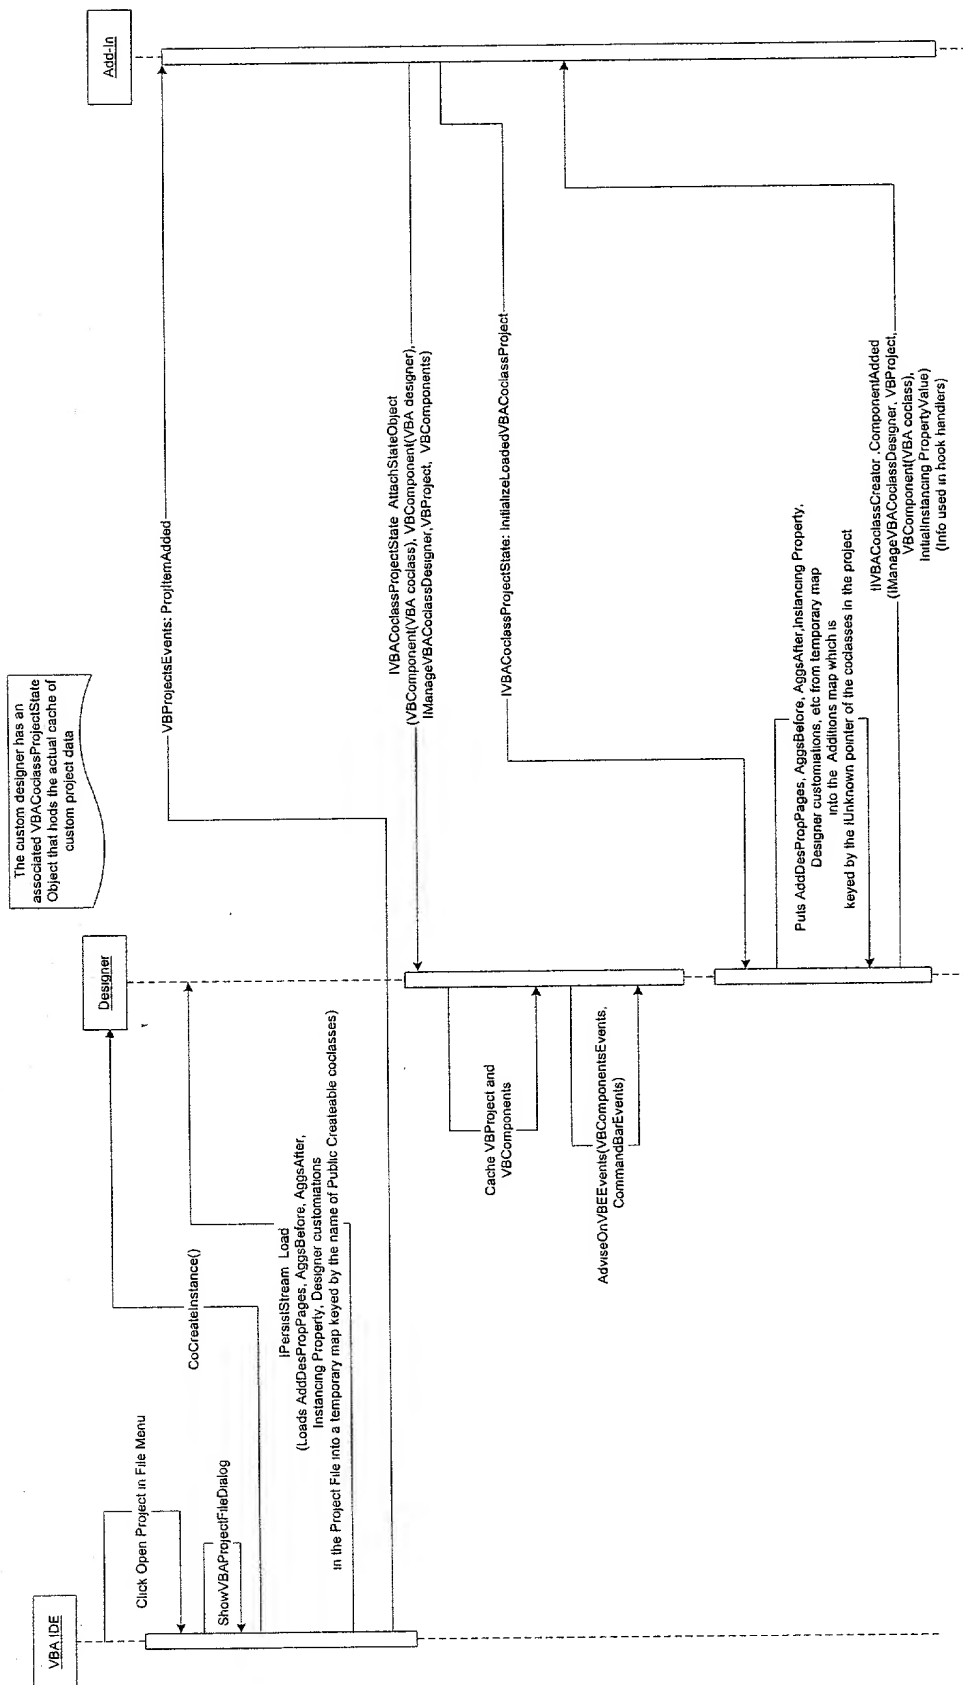 VBA IDE
Designer
Add-In
The custom designer has an
associated VBACoclassProjectState
Object that hods the actual cache of
custom project data
Click Open Project in File Menu
ShowVBAProjectFileDialog
CoCreateInstance()
IPersistStream Load
(Loads AddDesPropPages, AggsBefore, AggsAfter,
Instancing Property, Designer customiations
in the Project File into a temporary map keyed by the name of Public Createable coclasses)
VBProjectsEvents: ProjItemAdded
IVBACoclassProjectState AttachStateObject
(VBComponent(VBA coclass), VBComponent(VBA designer),
IManageVBACoclassDesigner,VBProject, VBComponents)
Cache VBProject and
VBComponents
AdviseOnVBEEvents(VBComponentsEvents,
CommandBarEvents)
IVBACoclassProjectState: InitializeLoadedVBACoclassProject
Puts AddDesPropPages, AggsBefore, AggsAfter,Instancing Property,
Designer customiations, etc from temporary map
into the Additions map which is
keyed by the IUnknown pointer of the coclasses in the project
IIVBACoclassCreator .ComponentAdded
(IManageVBACoclassDesigner, VBProject,
VBComponent(VBA coclass),
InitialInstancing PropertyValue)
(Info used in hook handlers)